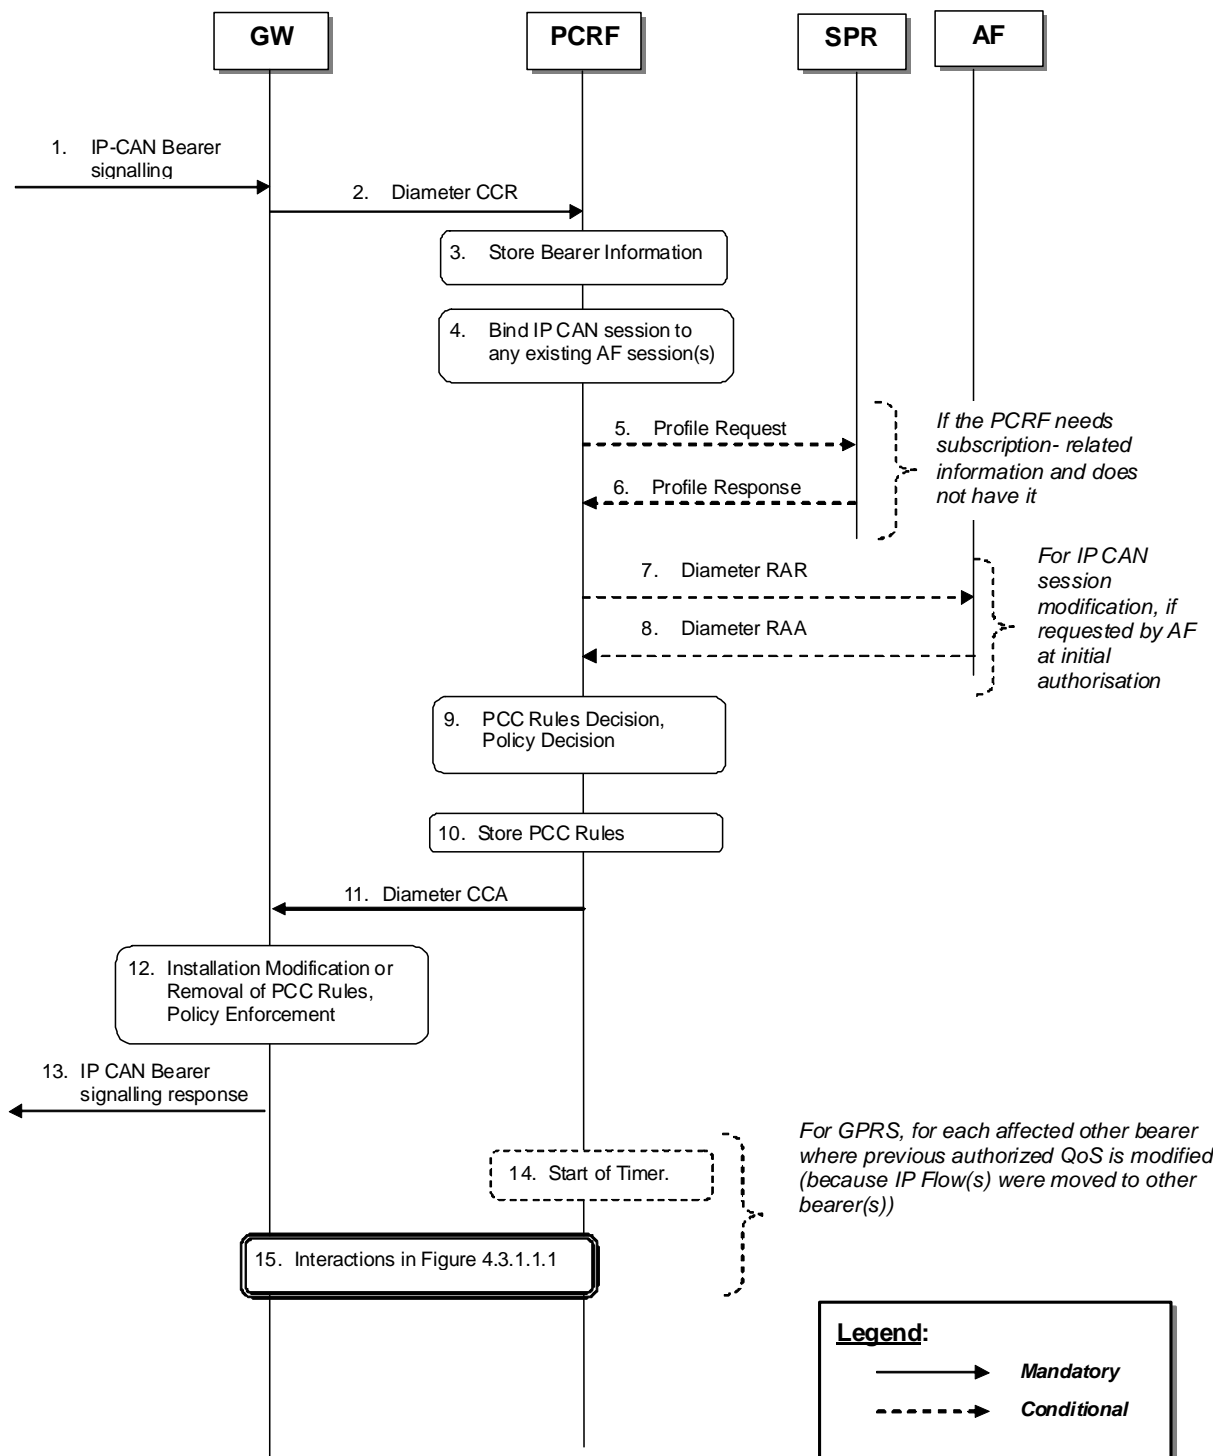 GW
PCRF
SPR
AF
1. IP-CAN Bearer
signalling
2. Diameter CCR
3. Store Bearer Information
4. Bind IP CAN session to
any existing AF session(s)
5. Profile Request
6. Profile Response
If the PCRF needs
subscription- related
information and does
not have it
7. Diameter RAR
8. Diameter RAA
For IP CAN
session
modification, if
requested by AF
at initial
authorisation
9. PCC Rules Decision,
Policy Decision
10. Store PCC Rules
11. Diameter CCA
12. Installation Modification or
Removal of PCC Rules,
Policy Enforcement
13. IP CAN Bearer
signalling response
14. Start of Timer.
For GPRS, for each affected other bearer
where previous authorized QoS is modified
(because IP Flow(s) were moved to other
bearer(s))
15. Interactions in Figure 4.3.1.1.1
Legend:
Mandatory
Conditional